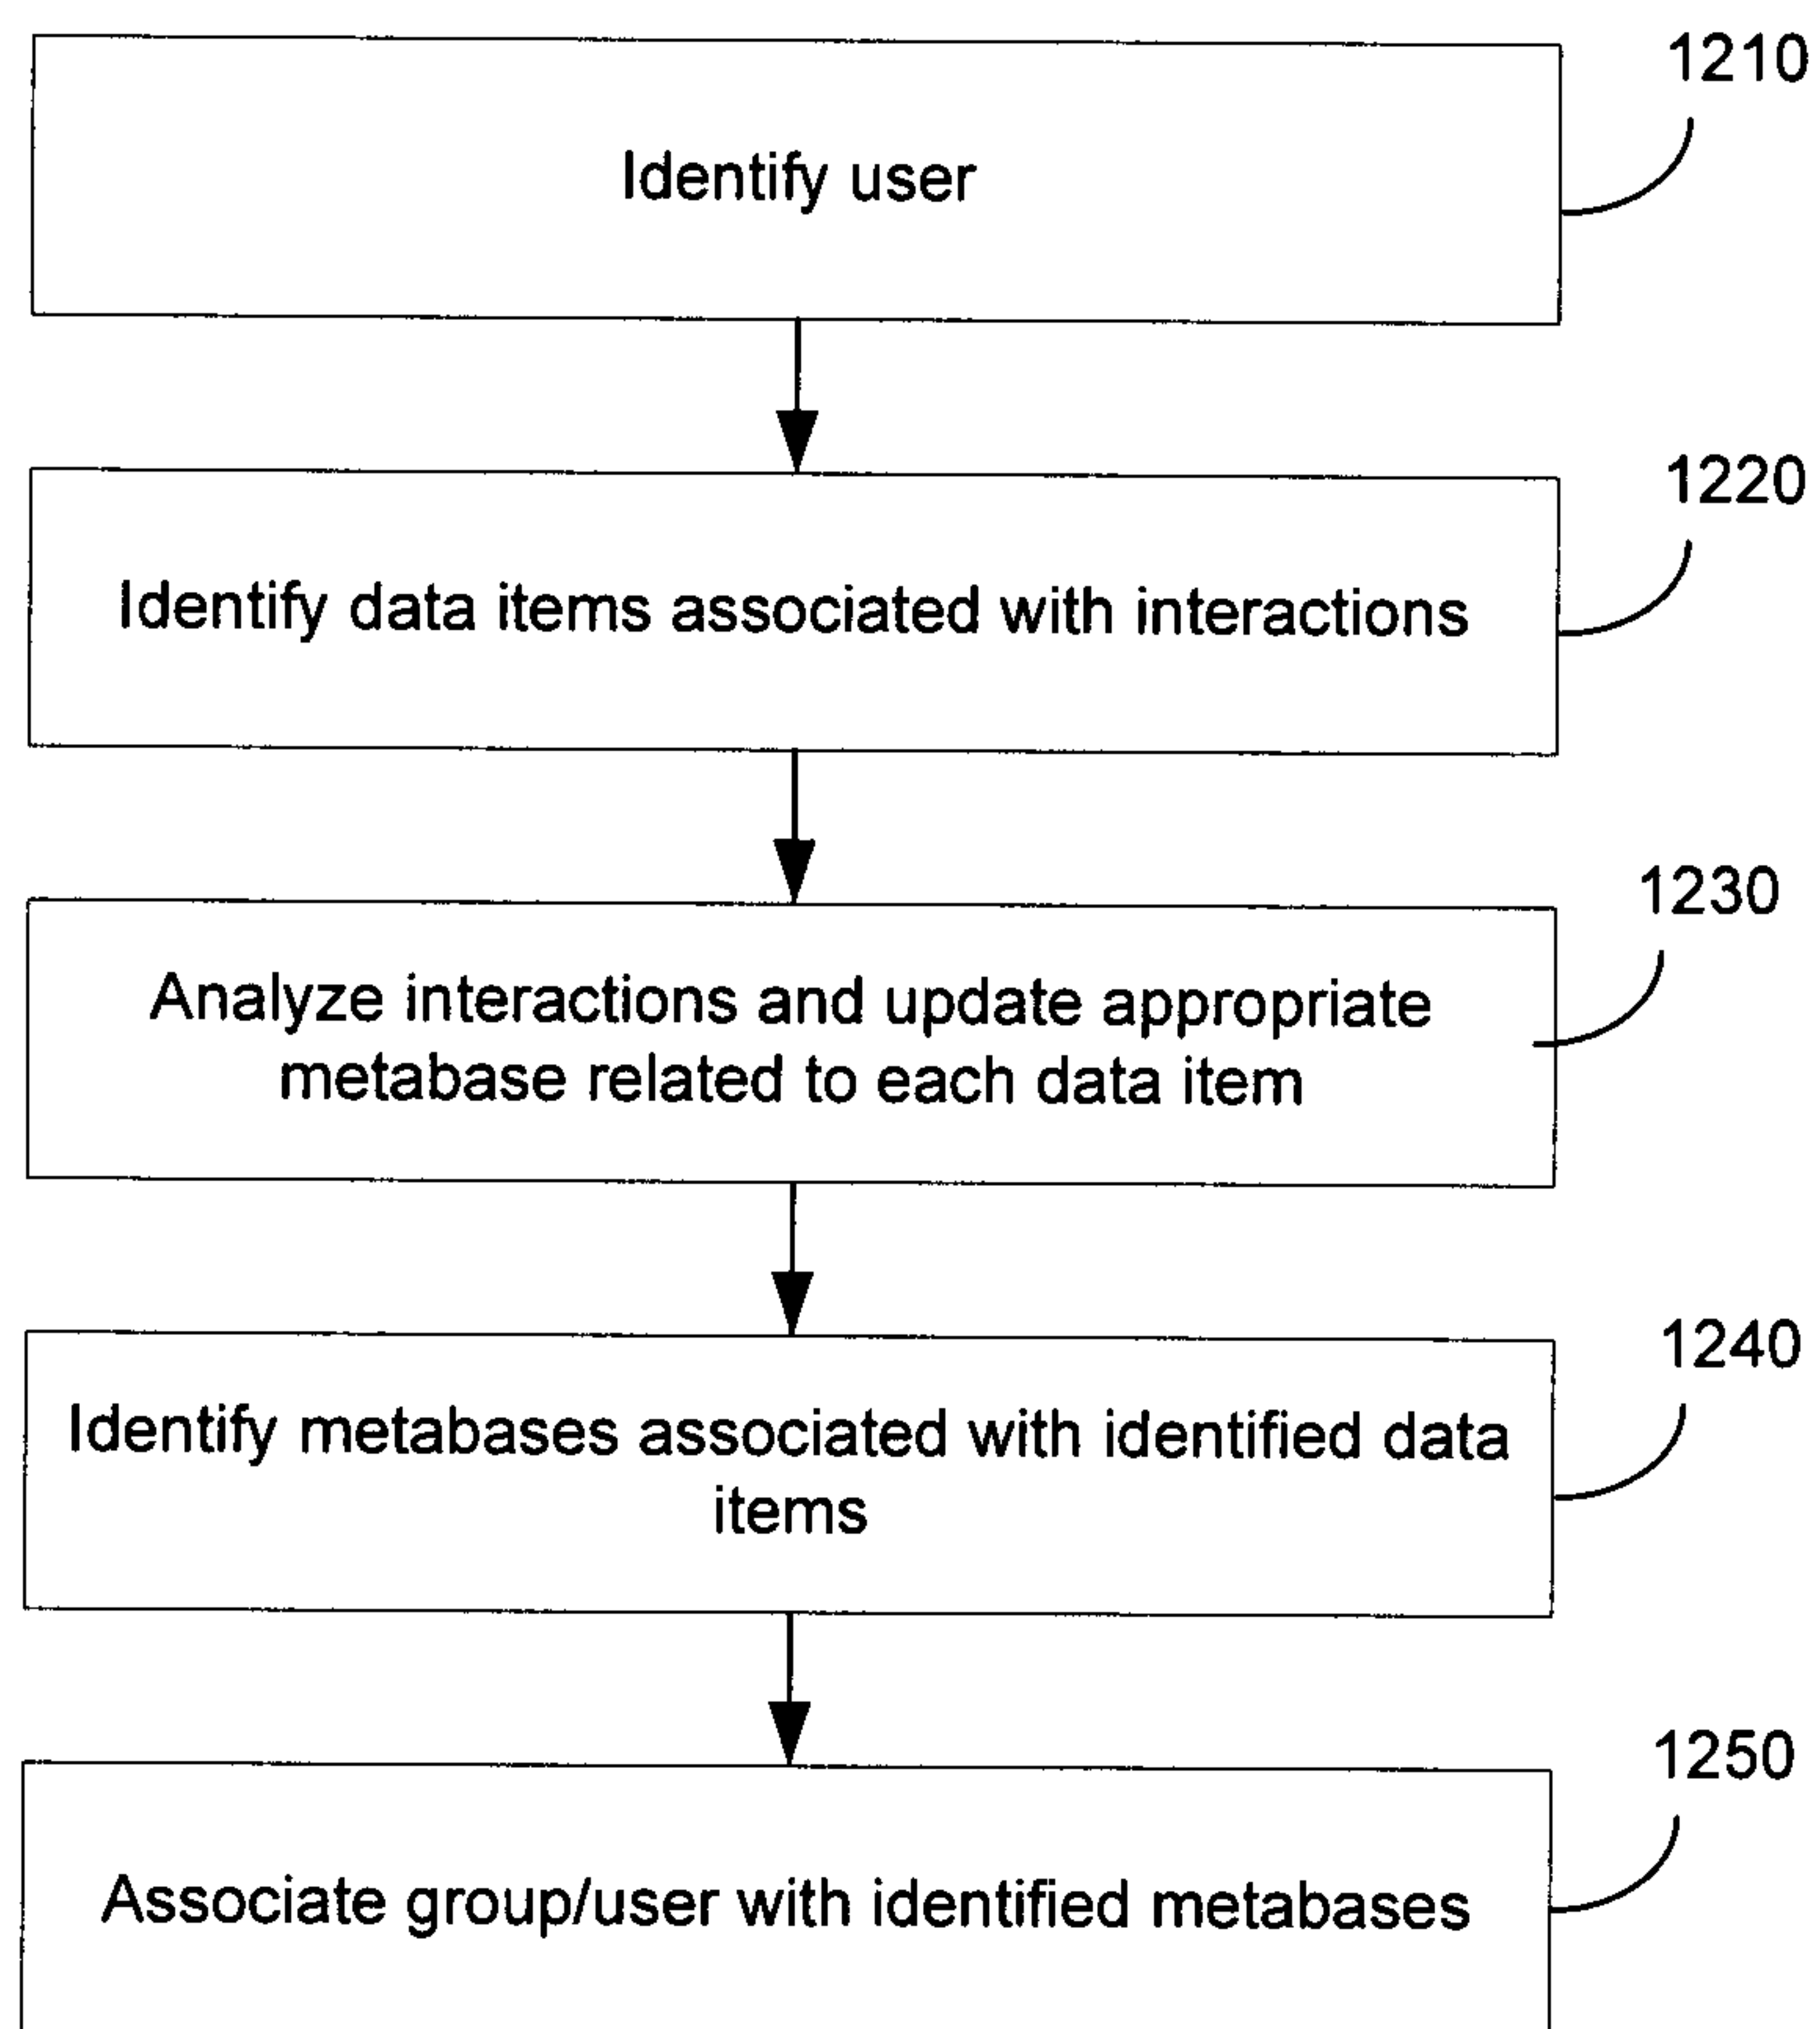 1210
Identify user
1220
Identify data items associated with interactions
1230
Analyze interactions and update appropriate
metabase related to each data item
1240
Identify metabases associated with identified data
items
1250
Associate group/user with identified metabases